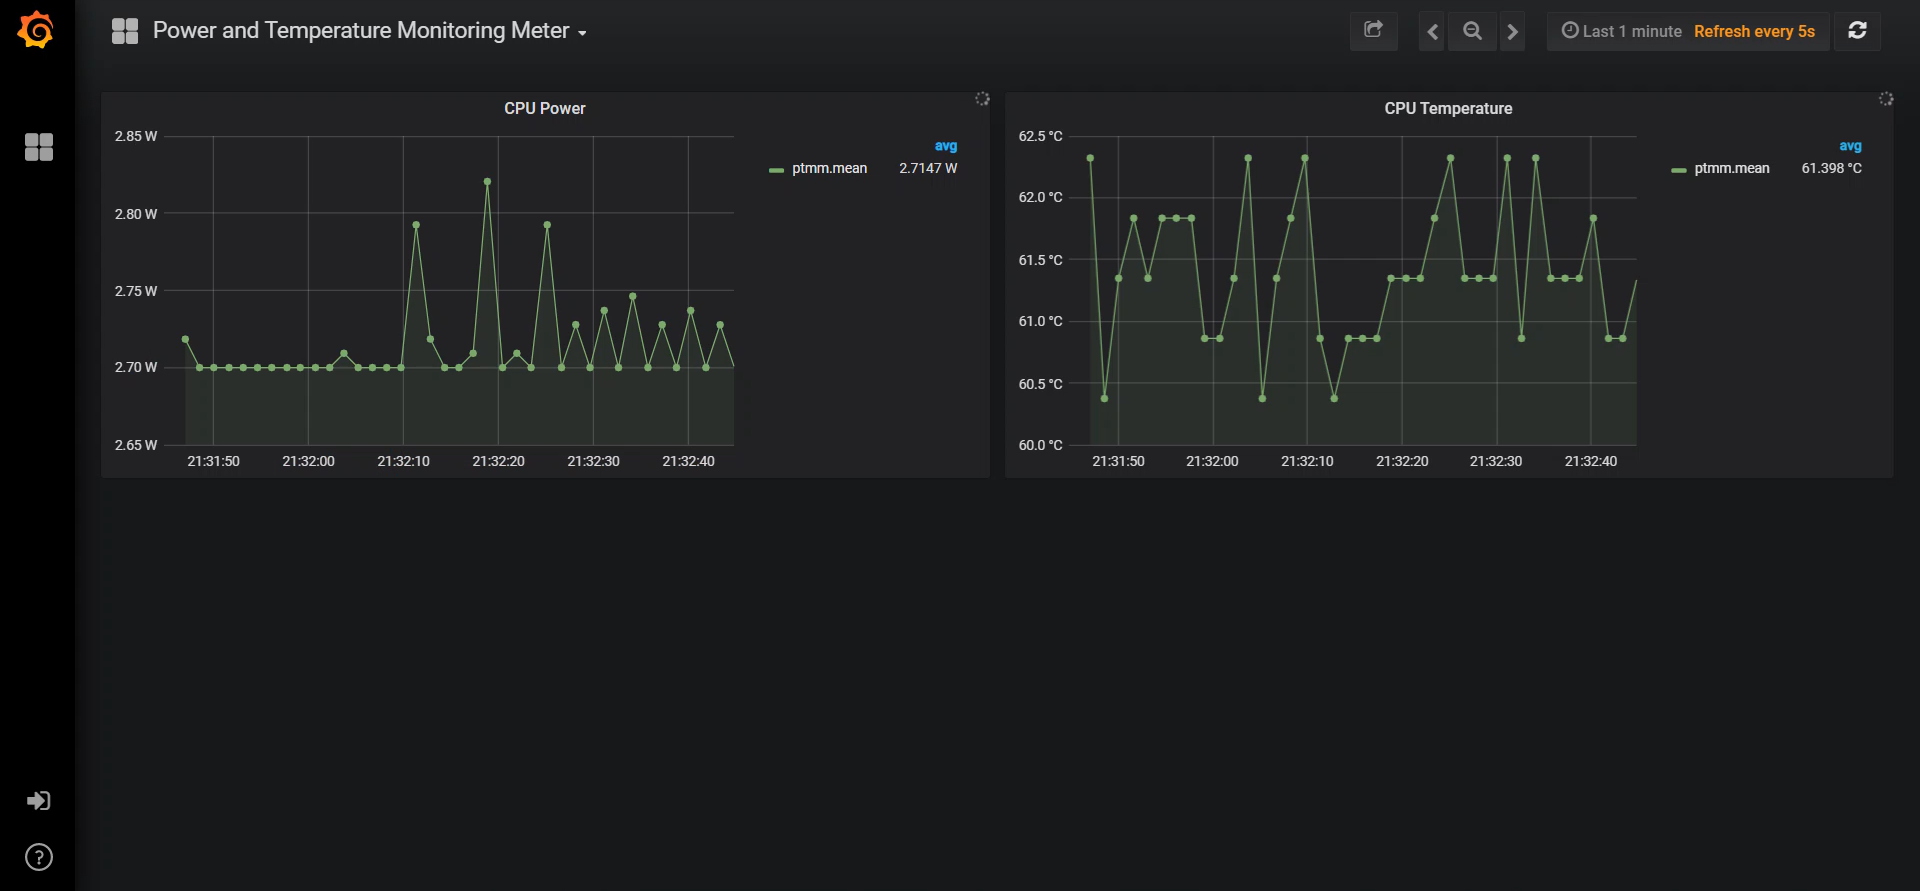 Power and Temperature Monitoring Meter
Last 1 minute Refresh every 5s
CPU Power
2.85 W
2.80 W
2.75 W
2.70 W
2.65 W
21:31:50 21:32:00 21:32:10 21:32:20 21:32:30 21:32:40
avg
ptmm.mean 2.7147 W
CPU Temperature
62.5 °C
62.0 °C
61.5 °C
61.0 °C
60.5 °C
60.0 °C
21:31:50 21:32:00 21:32:10 21:32:20 21:32:30 21:32:40
avg
ptmm.mean 61.398 °C
?